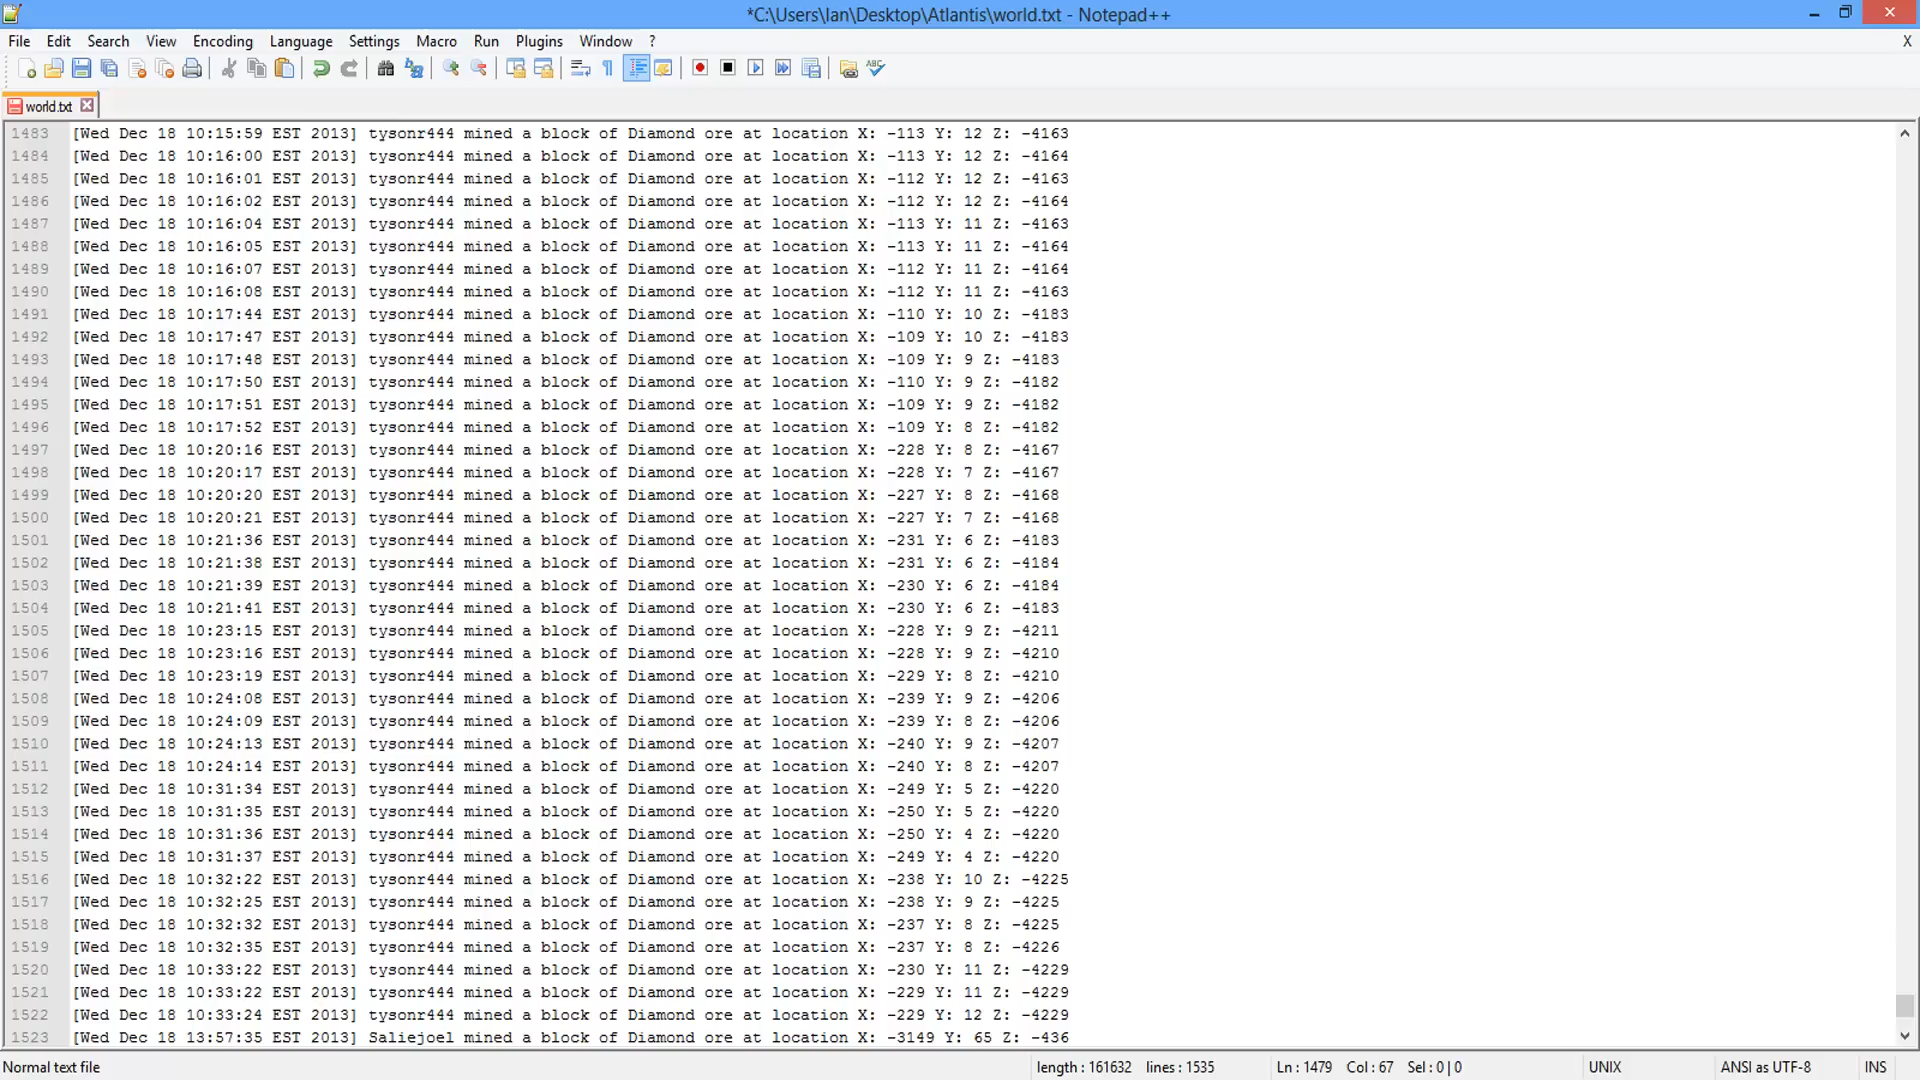 *C:\Users\Ian\Desktop\Atlantis\world.txt - Notepad++
File Edit Search View Encoding Language Settings Macro Run Plugins Window ? X
world.txt
1483 [Wed Dec 18 10:15:59 EST 2013] tysonr444 mined a block of Diamond ore at location X: -113 Y: 12 Z: -4163
1484 [Wed Dec 18 10:16:00 EST 2013] tysonr444 mined a block of Diamond ore at location X: -113 Y: 12 Z: -4164
1485 [Wed Dec 18 10:16:01 EST 2013] tysonr444 mined a block of Diamond ore at location X: -112 Y: 12 Z: -4163
1486 [Wed Dec 18 10:16:02 EST 2013] tysonr444 mined a block of Diamond ore at location X: -112 Y: 12 Z: -4164
1487 [Wed Dec 18 10:16:04 EST 2013] tysonr444 mined a block of Diamond ore at location X: -113 Y: 11 Z: -4163
1488 [Wed Dec 18 10:16:05 EST 2013] tysonr444 mined a block of Diamond ore at location X: -113 Y: 11 Z: -4164
1489 [Wed Dec 18 10:16:07 EST 2013] tysonr444 mined a block of Diamond ore at location X: -112 Y: 11 Z: -4164
1490 [Wed Dec 18 10:16:08 EST 2013] tysonr444 mined a block of Diamond ore at location X: -112 Y: 11 Z: -4163
1491 [Wed Dec 18 10:17:44 EST 2013] tysonr444 mined a block of Diamond ore at location X: -110 Y: 10 Z: -4183
1492 [Wed Dec 18 10:17:47 EST 2013] tysonr444 mined a block of Diamond ore at location X: -109 Y: 10 Z: -4183
1493 [Wed Dec 18 10:17:48 EST 2013] tysonr444 mined a block of Diamond ore at location X: -109 Y: 9 Z: -4183
1494 [Wed Dec 18 10:17:50 EST 2013] tysonr444 mined a block of Diamond ore at location X: -110 Y: 9 Z: -4182
1495 [Wed Dec 18 10:17:51 EST 2013] tysonr444 mined a block of Diamond ore at location X: -109 Y: 9 Z: -4182
1496 [Wed Dec 18 10:17:52 EST 2013] tysonr444 mined a block of Diamond ore at location X: -109 Y: 8 Z: -4182
1497 [Wed Dec 18 10:20:16 EST 2013] tysonr444 mined a block of Diamond ore at location X: -228 Y: 8 Z: -4167
1498 [Wed Dec 18 10:20:17 EST 2013] tysonr444 mined a block of Diamond ore at location X: -228 Y: 7 Z: -4167
1499 [Wed Dec 18 10:20:20 EST 2013] tysonr444 mined a block of Diamond ore at location X: -227 Y: 8 Z: -4168
1500 [Wed Dec 18 10:20:21 EST 2013] tysonr444 mined a block of Diamond ore at location X: -227 Y: 7 Z: -4168
1501 [Wed Dec 18 10:21:36 EST 2013] tysonr444 mined a block of Diamond ore at location X: -231 Y: 6 Z: -4183
1502 [Wed Dec 18 10:21:38 EST 2013] tysonr444 mined a block of Diamond ore at location X: -231 Y: 6 Z: -4184
1503 [Wed Dec 18 10:21:39 EST 2013] tysonr444 mined a block of Diamond ore at location X: -230 Y: 6 Z: -4184
1504 [Wed Dec 18 10:21:41 EST 2013] tysonr444 mined a block of Diamond ore at location X: -230 Y: 6 Z: -4183
1505 [Wed Dec 18 10:23:15 EST 2013] tysonr444 mined a block of Diamond ore at location X: -228 Y: 9 Z: -4211
1506 [Wed Dec 18 10:23:16 EST 2013] tysonr444 mined a block of Diamond ore at location X: -228 Y: 9 Z: -4210
1507 [Wed Dec 18 10:23:19 EST 2013] tysonr444 mined a block of Diamond ore at location X: -229 Y: 8 Z: -4210
1508 [Wed Dec 18 10:24:08 EST 2013] tysonr444 mined a block of Diamond ore at location X: -239 Y: 9 Z: -4206
1509 [Wed Dec 18 10:24:09 EST 2013] tysonr444 mined a block of Diamond ore at location X: -239 Y: 8 Z: -4206
1510 [Wed Dec 18 10:24:13 EST 2013] tysonr444 mined a block of Diamond ore at location X: -240 Y: 9 Z: -4207
1511 [Wed Dec 18 10:24:14 EST 2013] tysonr444 mined a block of Diamond ore at location X: -240 Y: 8 Z: -4207
1512 [Wed Dec 18 10:31:34 EST 2013] tysonr444 mined a block of Diamond ore at location X: -249 Y: 5 Z: -4220
1513 [Wed Dec 18 10:31:35 EST 2013] tysonr444 mined a block of Diamond ore at location X: -250 Y: 5 Z: -4220
1514 [Wed Dec 18 10:31:36 EST 2013] tysonr444 mined a block of Diamond ore at location X: -250 Y: 4 Z: -4220
1515 [Wed Dec 18 10:31:37 EST 2013] tysonr444 mined a block of Diamond ore at location X: -249 Y: 4 Z: -4220
1516 [Wed Dec 18 10:32:22 EST 2013] tysonr444 mined a block of Diamond ore at location X: -238 Y: 10 Z: -4225
1517 [Wed Dec 18 10:32:25 EST 2013] tysonr444 mined a block of Diamond ore at location X: -238 Y: 9 Z: -4225
1518 [Wed Dec 18 10:32:32 EST 2013] tysonr444 mined a block of Diamond ore at location X: -237 Y: 8 Z: -4225
1519 [Wed Dec 18 10:32:35 EST 2013] tysonr444 mined a block of Diamond ore at location X: -237 Y: 8 Z: -4226
1520 [Wed Dec 18 10:33:22 EST 2013] tysonr444 mined a block of Diamond ore at location X: -230 Y: 11 Z: -4229
1521 [Wed Dec 18 10:33:22 EST 2013] tysonr444 mined a block of Diamond ore at location X: -229 Y: 11 Z: -4229
1522 [Wed Dec 18 10:33:24 EST 2013] tysonr444 mined a block of Diamond ore at location X: -229 Y: 12 Z: -4229
1523 [Wed Dec 18 13:57:35 EST 2013] Saliejoel mined a block of Diamond ore at location X: -3149 Y: 65 Z: -436
Normal text file length : 161632 lines : 1535 Ln : 1479 Col : 67 Sel : 0 | 0 UNIX ANSI as UTF-8 INS